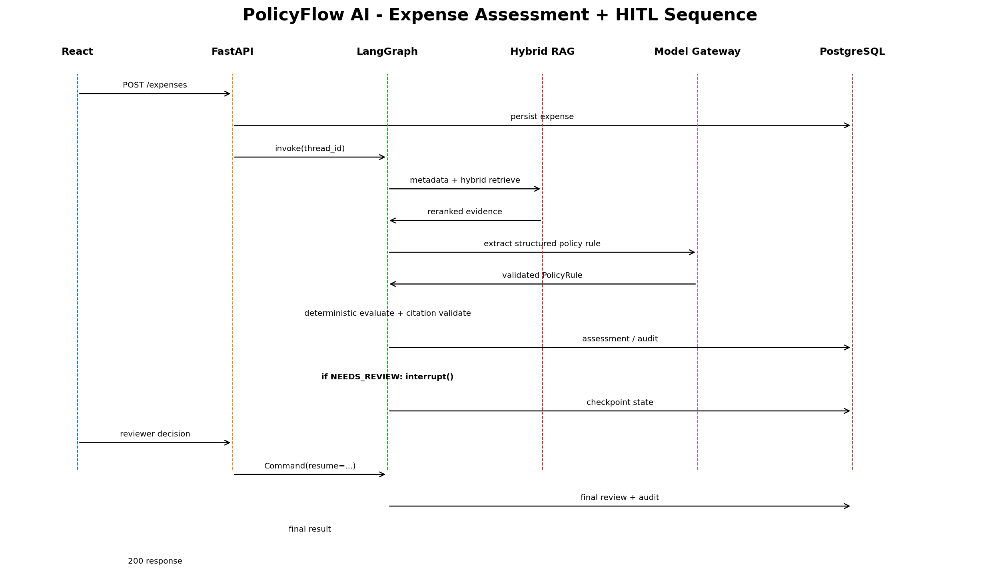 PolicyFlow AI - Expense Assessment + HITL Sequence
React
FastAPI
LangGraph
Hybrid RAG
Model Gateway
PostgreSQL
POST /expenses
persist expense
invoke(thread_id)
metadata + hybrid retrieve
reranked evidence
extract structured policy rule
validated PolicyRule
deterministic evaluate + citation validate
assessment / audit
if NEEDS_REVIEW: interrupt()
checkpoint state
reviewer decision
Command(resume=...)
final review + audit
final result
200 response